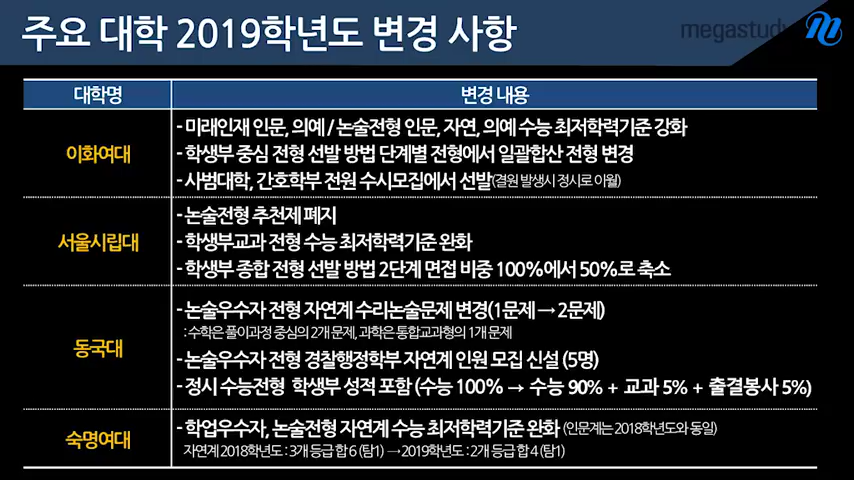 주요 대학 2019학년도 변경 사항
megastudy
대학명
변경 내용
이화여대
- 미래인재 인문, 의예 / 논술전형 인문, 자연, 의예 수능 최저학력기준 강화
- 학생부 중심 전형 선발 방법 단계별 전형에서 일괄합산 전형 변경
- 사범대학, 간호학부 전원 수시모집에서 선발(결원 발생시 정시로 이월)
서울시립대
- 논술전형 추천제 폐지
- 학생부교과 전형 수능 최저학력기준 완화
- 학생부 종합 전형 선발 방법 2단계 면접 비중 100%에서 50%로 축소
동국대
- 논술우수자 전형 자연계 수리논술문제 변경(1문제 → 2문제)
: 수학은 풀이과정 중심의 2개 문제, 과학은 통합교과형의 1개 문제
- 논술우수자 전형 경찰행정학부 자연계 인원 모집 신설 (5명)
- 정시 수능전형 학생부 성적 포함 (수능 100% → 수능 90% + 교과 5% + 출결봉사 5%)
숙명여대
- 학업우수자, 논술전형 자연계 수능 최저학력기준 완화 (인문계는 2018학년도와 동일)
자연계 2018학년도 : 3개 등급 합 6 (탐1) → 2019학년도 : 2개 등급 합 4 (탐1)